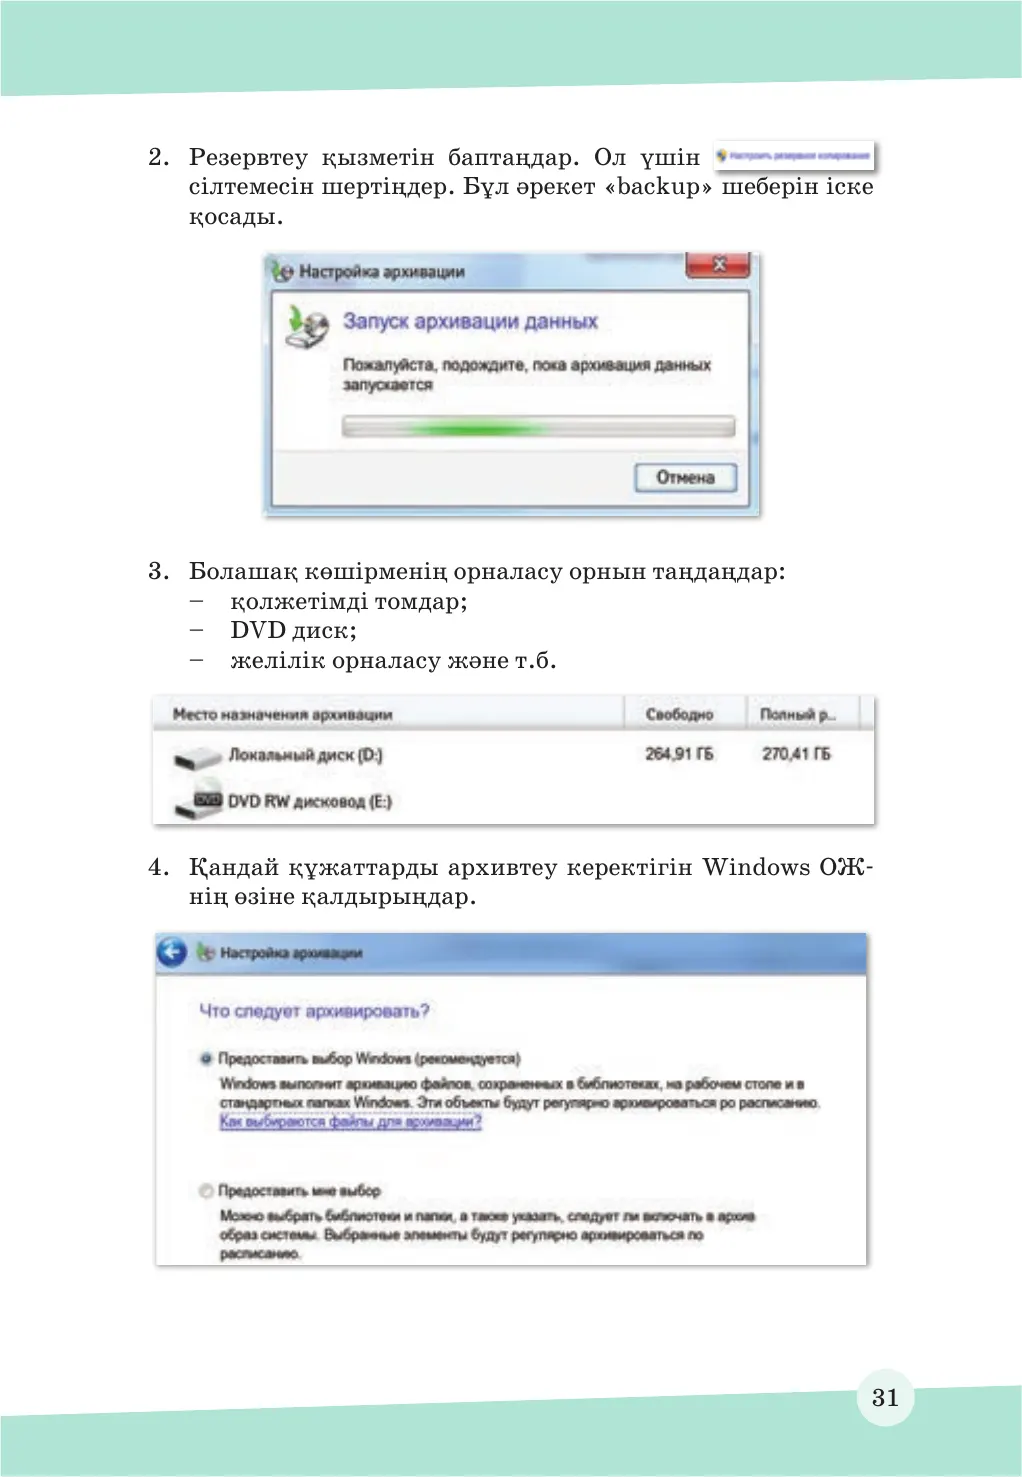 2. Резервтеу қызметін баптаңдар. Ол үшін Настроить резервное копирование
сілтемесін шертіңдер. Бұл әрекет «backup» шеберін іске
қосады.
Настройка архивации
Запуск архивации данных
Пожалуйста, подождите, пока архивация данных
запускается
Отмена
3. Болашақ көшірменің орналасу орнын таңдаңдар:
– қолжетімді томдар;
– DVD диск;
– желілік орналасу және т.б.
Место назначения архивации Свободно Полный р...
Локальный диск (D:) 264,91 ГБ 270,41 ГБ
DVD RW дисковод (E:)
4. Қандай құжаттарды архивтеу керектігін Windows ОЖ-
нің өзіне қалдырыңдар.
Настройка архивации
Что следует архивировать?
Предоставить выбор Windows (рекомендуется)
Windows выполнит архивацию файлов, сохраненных в библиотеках, на рабочем столе и в
стандартных папках Windows. Эти объекты будут регулярно архивироваться ро расписанию.
Как выбираются файлы для архивации?
Предоставить мне выбор
Можно выбрать библиотеки и папки, а также указать, следует ли включать в архив
образ системы. Выбранные элементы будут регулярно архивироваться по
расписанию.
31